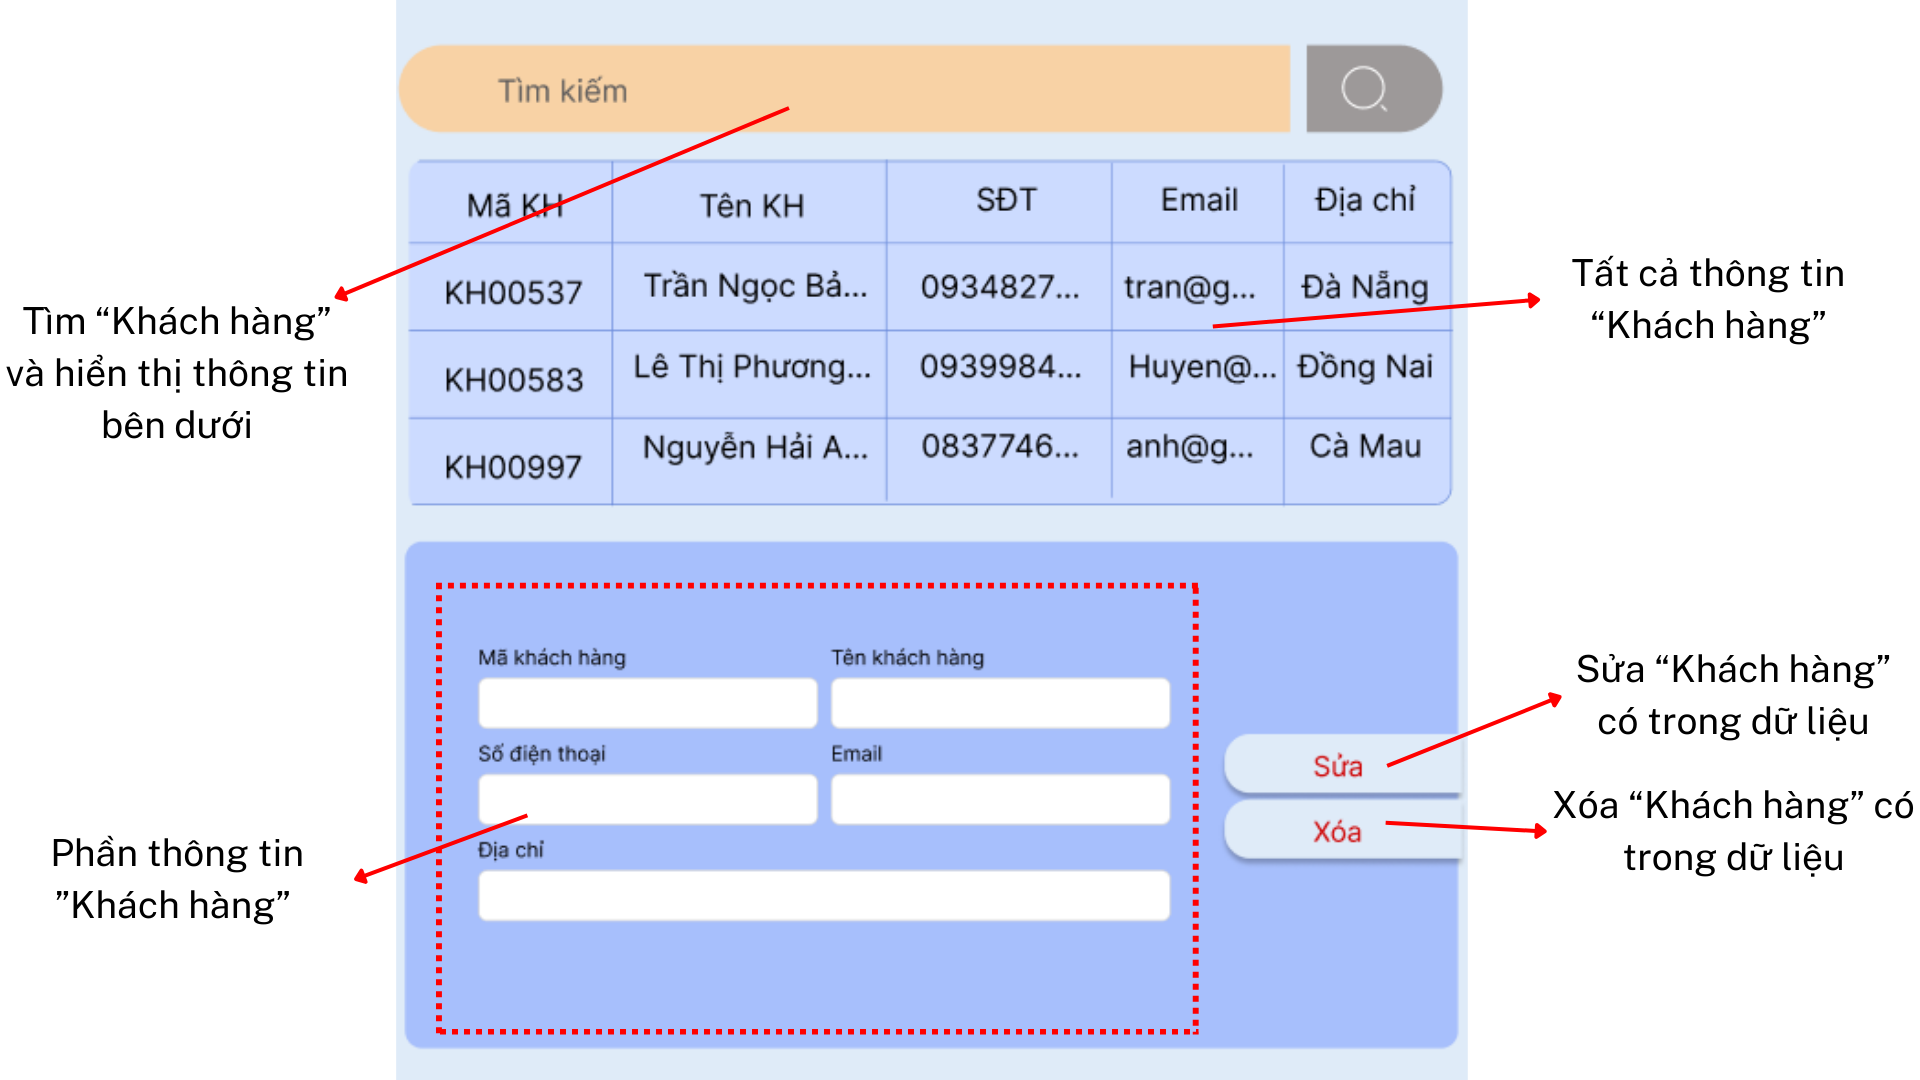 Tìm kiếm
Mã KH Tên KH SĐT Email Địa chỉ
KH00537 Trần Ngọc Bả... 0934827... tran@g... Đà Nẵng
KH00583 Lê Thị Phương... 0939984... Huyen@... Đồng Nai
KH00997 Nguyễn Hải A... 0837746... anh@g... Cà Mau
Tìm “Khách hàng”
và hiển thị thông tin
bên dưới
Tất cả thông tin
“Khách hàng”
Mã khách hàng Tên khách hàng
Số điện thoại Email
Địa chỉ
Sửa
Xóa
Phần thông tin
”Khách hàng”
Sửa “Khách hàng”
có trong dữ liệu
Xóa “Khách hàng” có
trong dữ liệu